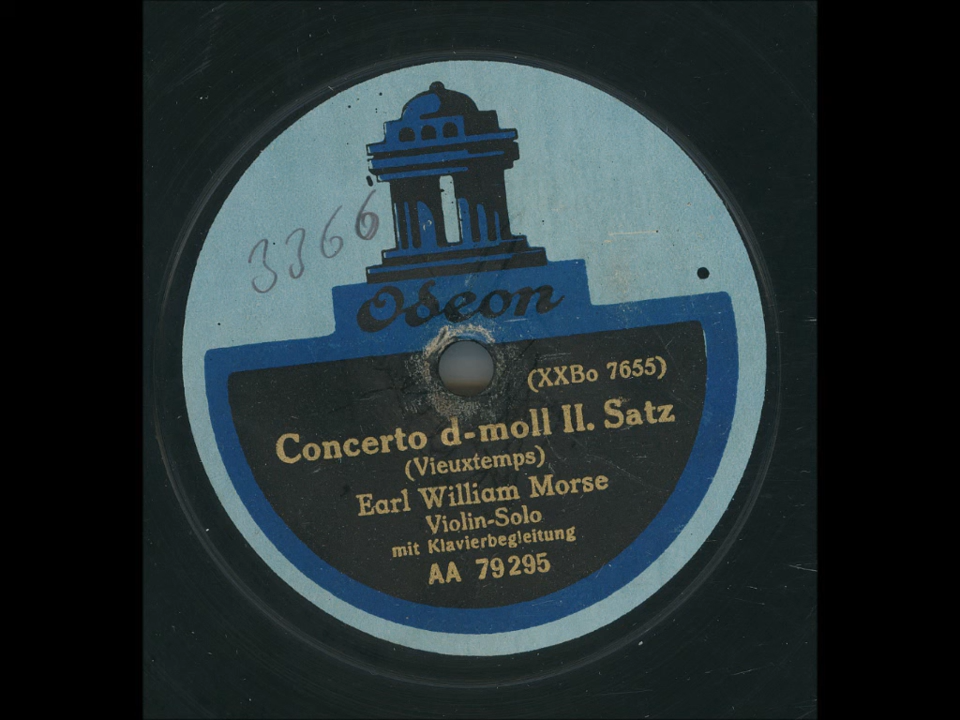 3366
Odeon
(XXBo 7655)
Concerto d-moll II. Satz
(Vieuxtemps)
Earl William Morse
Violin-Solo
mit Klavierbegleitung
AA 79295